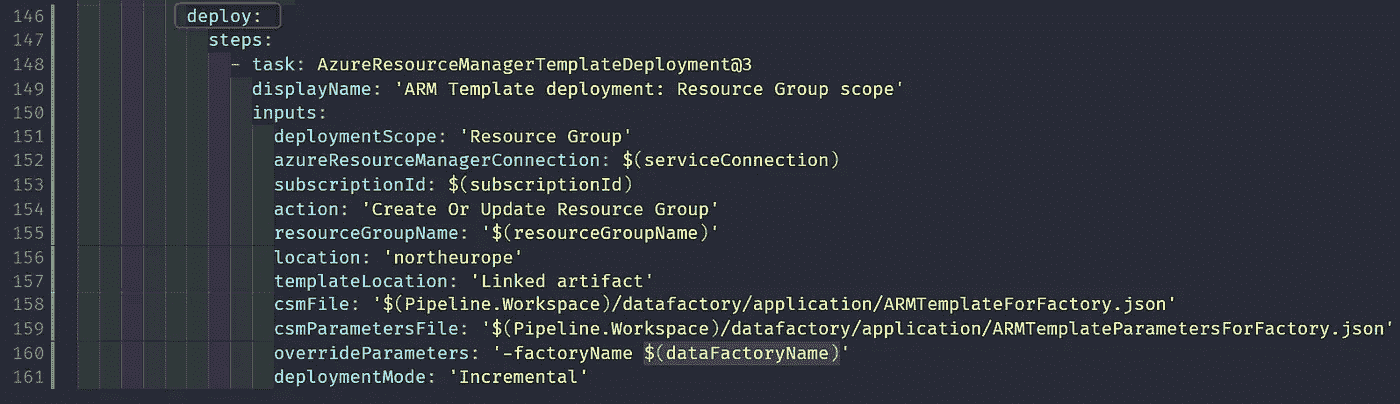 146 deploy:
147 steps:
148 - task: AzureResourceManagerTemplateDeployment@3
149 displayName: 'ARM Template deployment: Resource Group scope'
150 inputs:
151 deploymentScope: 'Resource Group'
152 azureResourceManagerConnection: $(serviceConnection)
153 subscriptionId: $(subscriptionId)
154 action: 'Create Or Update Resource Group'
155 resourceGroupName: '$(resourceGroupName)'
156 location: 'northeurope'
157 templateLocation: 'Linked artifact'
158 csmFile: '$(Pipeline.Workspace)/datafactory/application/ARMTemplateForFactory.json'
159 csmParametersFile: '$(Pipeline.Workspace)/datafactory/application/ARMTemplateParametersForFactory.json'
160 overrideParameters: '-factoryName $(dataFactoryName)'
161 deploymentMode: 'Incremental'